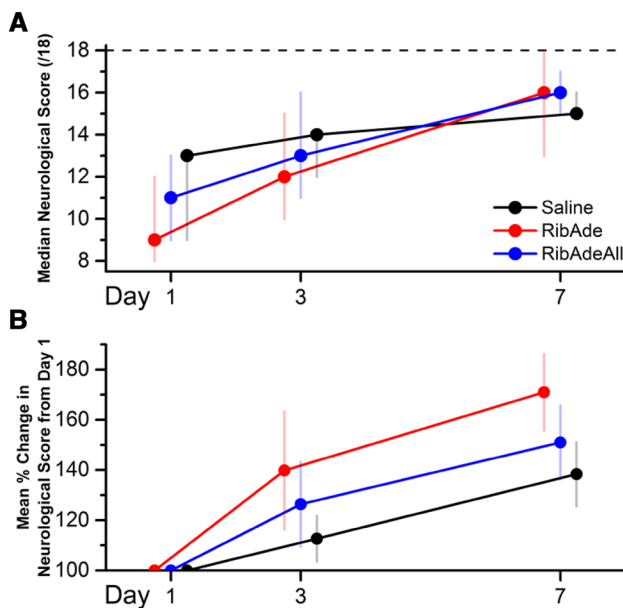 A
Median Neurological Score (/18)
18
16
14
12
10
8
Saline
RibAde
RibAdeAll
Day 1 3 7
B
Mean % Change in
Neurological Score from Day 1
180
160
140
120
100
Day 1 3 7